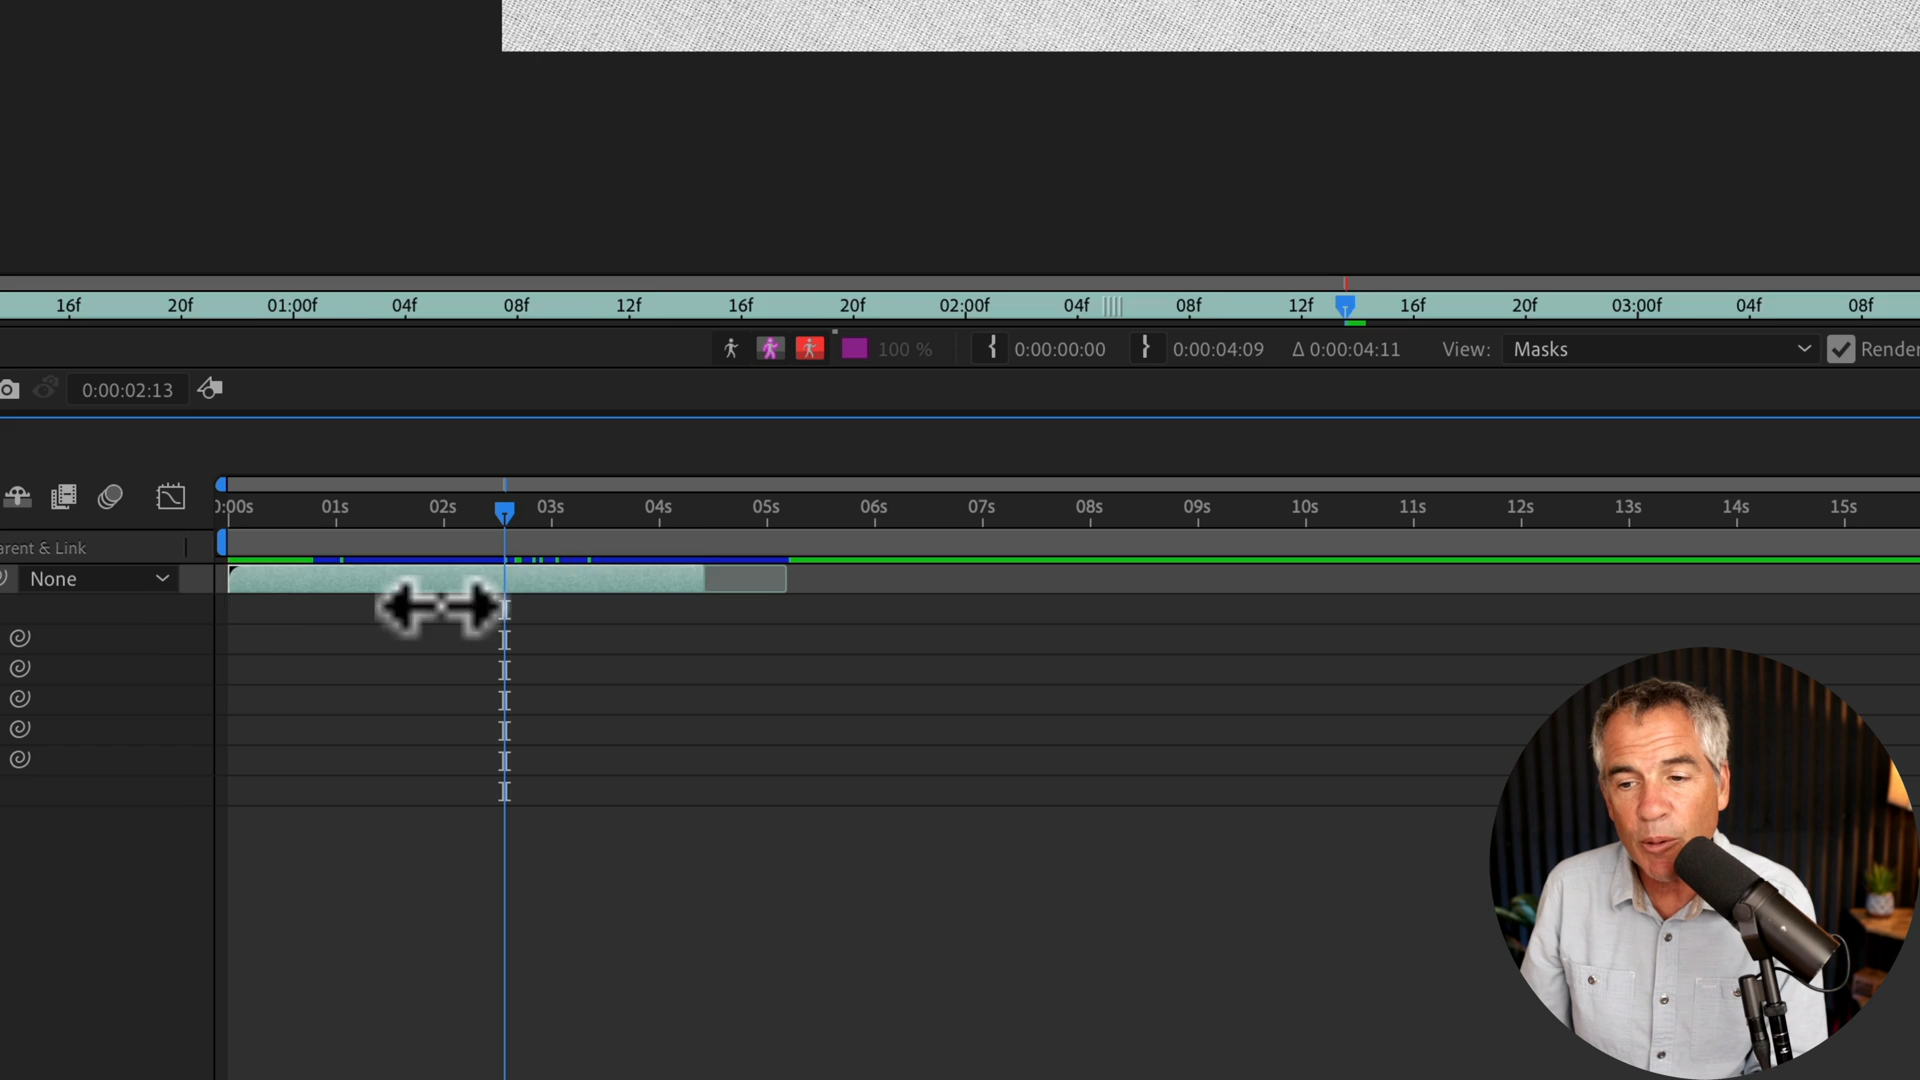 16f 20f 01:00f 04f 08f 12f 16f 20f 02:00f 04f 08f 12f 16f 20f 03:00f 04f 08f
100 % { 0:00:00:00 } 0:00:04:09 Δ 0:00:04:11 View: Masks Render
0:00:02:13
0:00s 01s 02s 03s 04s 05s 06s 07s 08s 09s 10s 11s 12s 13s 14s 15s
arent & Link
None